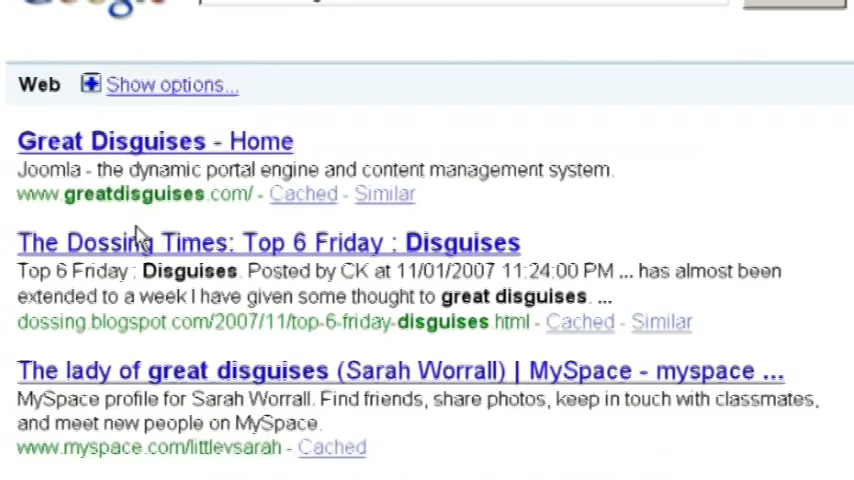 Web Show options...
Great Disguises - Home
Joomla - the dynamic portal engine and content management system.
www.greatdisguises.com/ - Cached - Similar
The Dossing Times: Top 6 Friday : Disguises
Top 6 Friday : Disguises. Posted by CK at 11/01/2007 11:24:00 PM ... has almost been
extended to a week I have given some thought to great disguises. ...
dossing.blogspot.com/2007/11/top-6-friday-disguises.html - Cached - Similar
The lady of great disguises (Sarah Worrall) | MySpace - myspace ...
MySpace profile for Sarah Worrall. Find friends, share photos, keep in touch with classmates,
and meet new people on MySpace.
www.myspace.com/littlevsarah - Cached